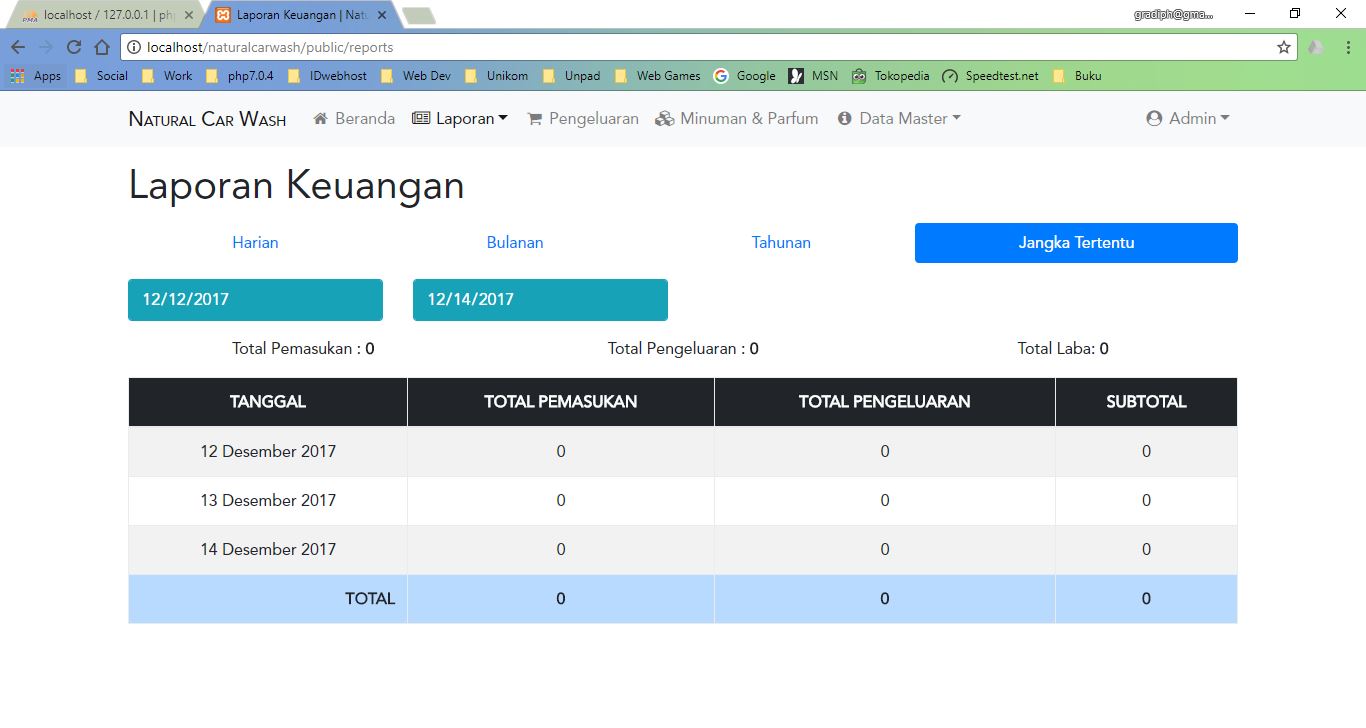 localhost / 127.0.0.1 | ph
Laporan Keuangan | Natu
gradiph@gma...
localhost/naturalcarwash/public/reports
Apps Social Work php7.0.4 IDwebhost Web Dev Unikom Unpad Web Games Google MSN Tokopedia Speedtest.net Buku
Natural Car Wash Beranda Laporan Pengeluaran Minuman & Parfum Data Master Admin
Laporan Keuangan
Harian Bulanan Tahunan Jangka Tertentu
12/12/2017 12/14/2017
Total Pemasukan : 0 Total Pengeluaran : 0 Total Laba: 0
TANGGAL TOTAL PEMASUKAN TOTAL PENGELUARAN SUBTOTAL
12 Desember 2017 0 0 0
13 Desember 2017 0 0 0
14 Desember 2017 0 0 0
TOTAL 0 0 0